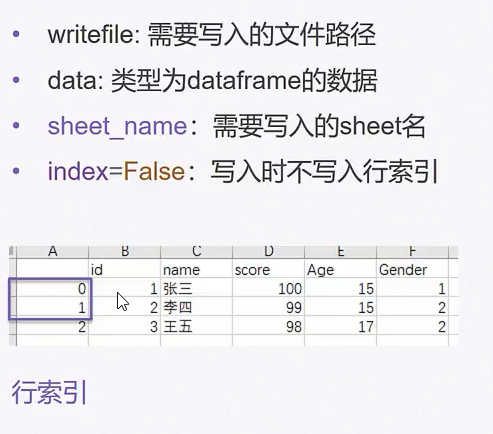 writefile: 需要写入的文件路径
data: 类型为dataframe的数据
sheet_name：需要写入的sheet名
index=False：写入时不写入行索引
A B C D E F
id name score Age Gender
0 1 张三 100 15 1
1 2 李四 99 15 2
2 3 王五 98 17 2
行索引